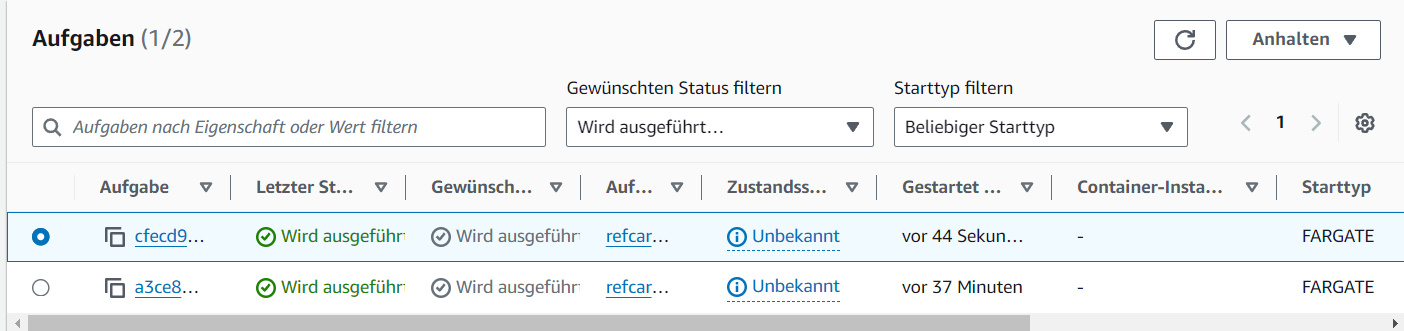 Aufgaben (1/2)
Anhalten
Gewünschten Status filtern
Starttyp filtern
Aufgaben nach Eigenschaft oder Wert filtern
Wird ausgeführt...
Beliebiger Starttyp
1
Aufgabe Letzter St... Gewünsch... Auf... Zustandss... Gestartet ... Container-Insta... Starttyp
cfecd9... Wird ausgeführt Wird ausgeführt refcar... Unbekannt vor 44 Sekun... - FARGATE
a3ce8... Wird ausgeführt Wird ausgeführt refcar... Unbekannt vor 37 Minuten - FARGATE